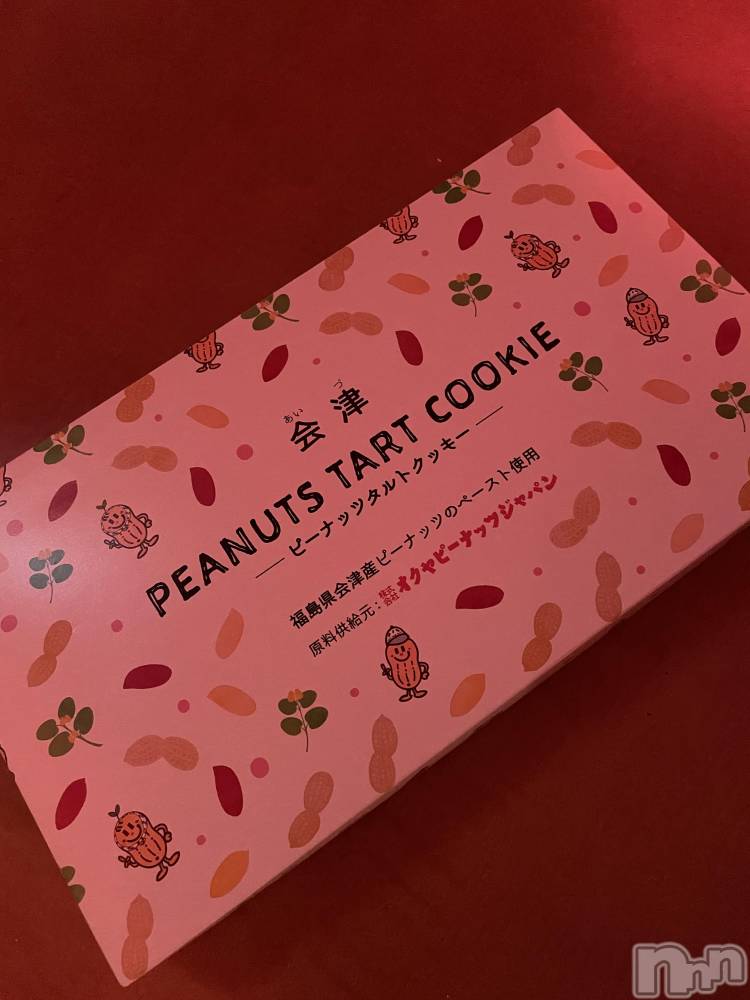 あいづ
会津
PEANUTS TART COOKIE
ピーナッツタルトクッキー
福島県会津産ピーナッツのペースト使用
原料供給元：株式会社オクヤピーナッツジャパン
nnn